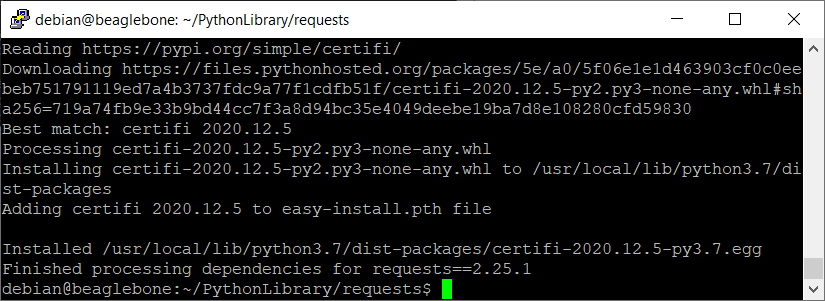 debian@beaglebone: ~/PythonLibrary/requests
Reading https://pypi.org/simple/certifi/
Downloading https://files.pythonhosted.org/packages/5e/a0/5f06e1e1d463903cf0c0ee
beb751791119ed7a4b3737fdc9a77f1cdfb51f/certifi-2020.12.5-py2.py3-none-any.whl#sh
a256=719a74fb9e33b9bd44cc7f3a8d94bc35e4049deebe19ba7d8e108280cfd59830
Best match: certifi 2020.12.5
Processing certifi-2020.12.5-py2.py3-none-any.whl
Installing certifi-2020.12.5-py2.py3-none-any.whl to /usr/local/lib/python3.7/di
st-packages
Adding certifi 2020.12.5 to easy-install.pth file
Installed /usr/local/lib/python3.7/dist-packages/certifi-2020.12.5-py3.7.egg
Finished processing dependencies for requests==2.25.1
debian@beaglebone:~/PythonLibrary/requests$